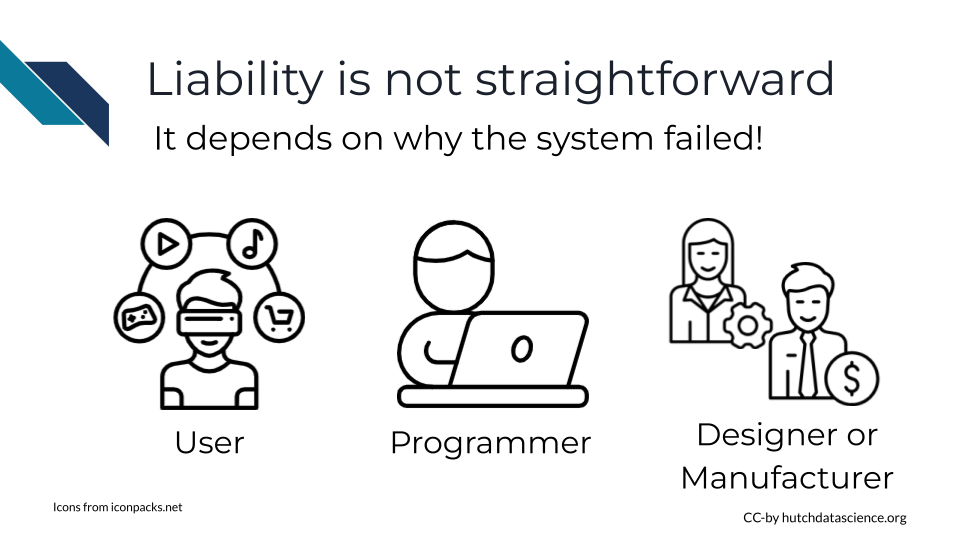 Liability is not straightforward
It depends on why the system failed!
User
Programmer
Designer or
Manufacturer
Icons from iconpacks.net
CC-by hutchdatascience.org